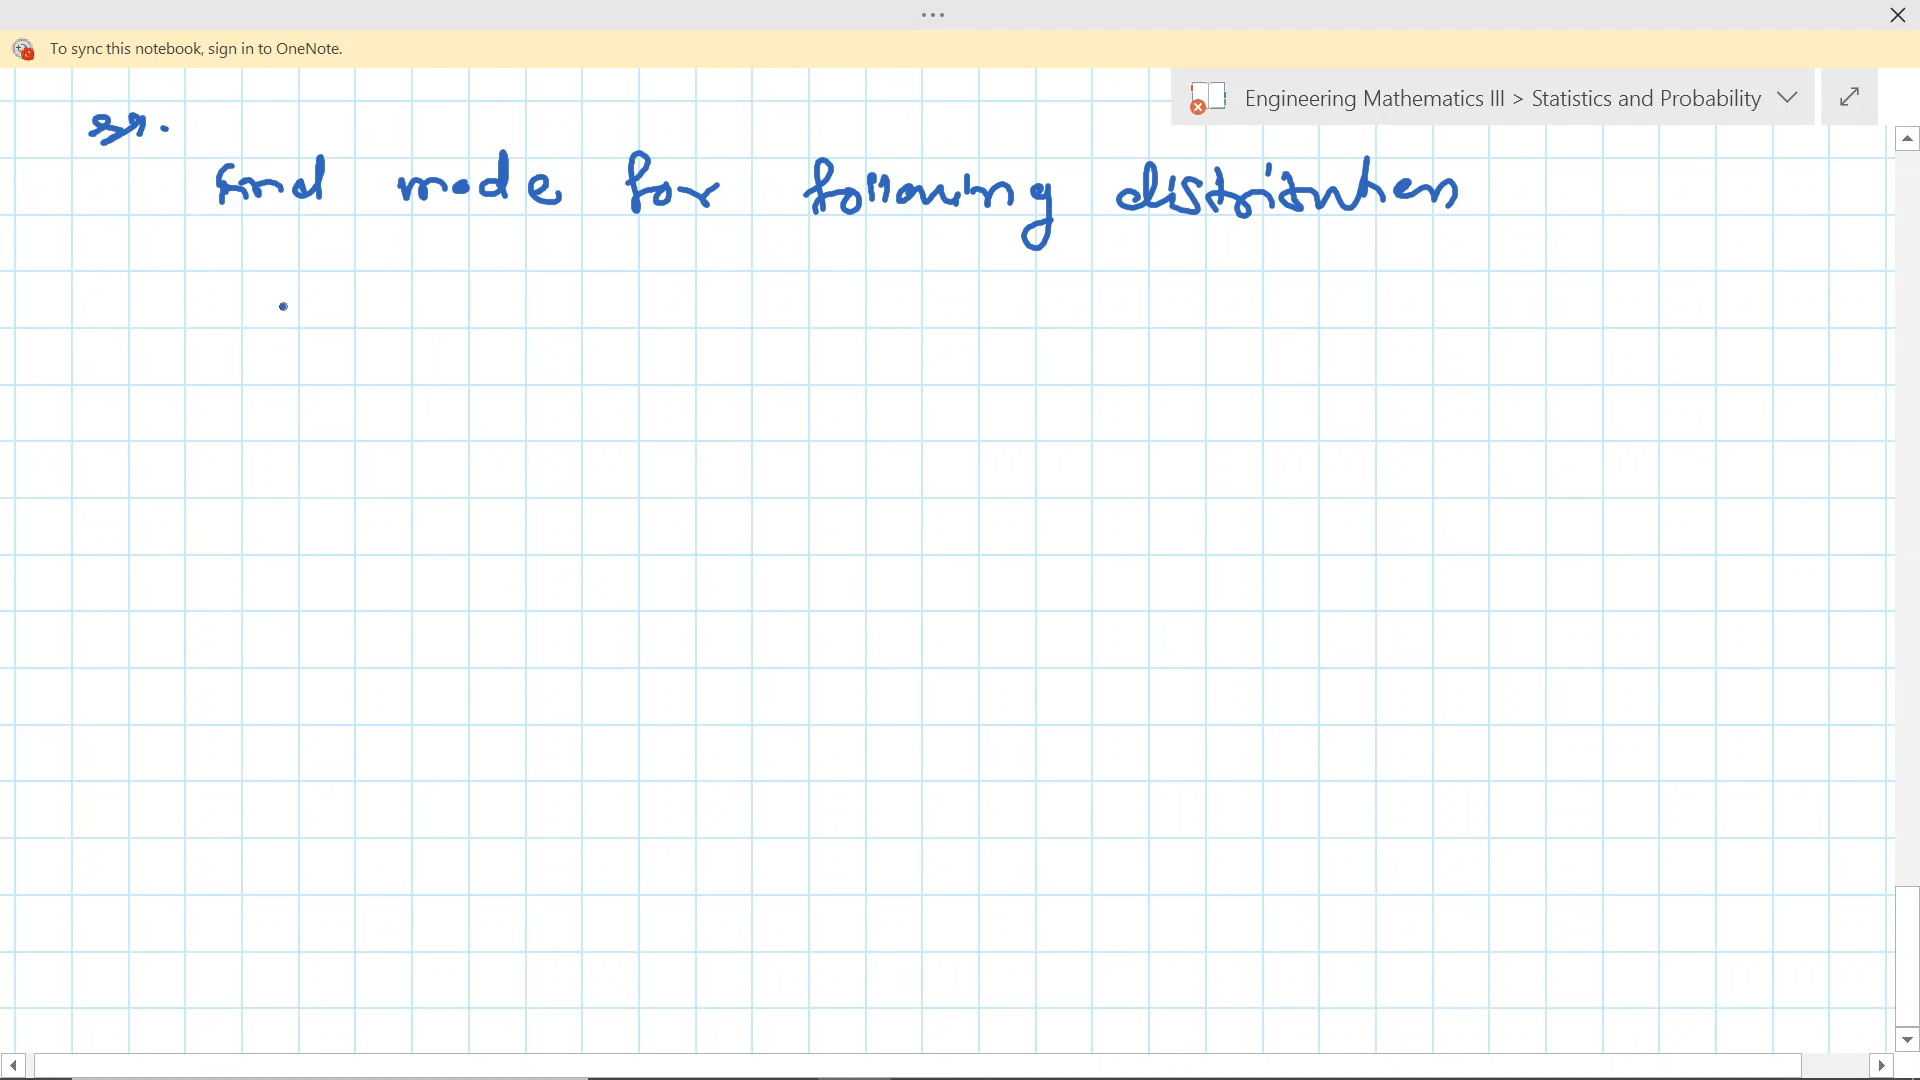 To sync this notebook, sign in to OneNote.
Engineering Mathematics III > Statistics and Probability
Find mode for following distribution